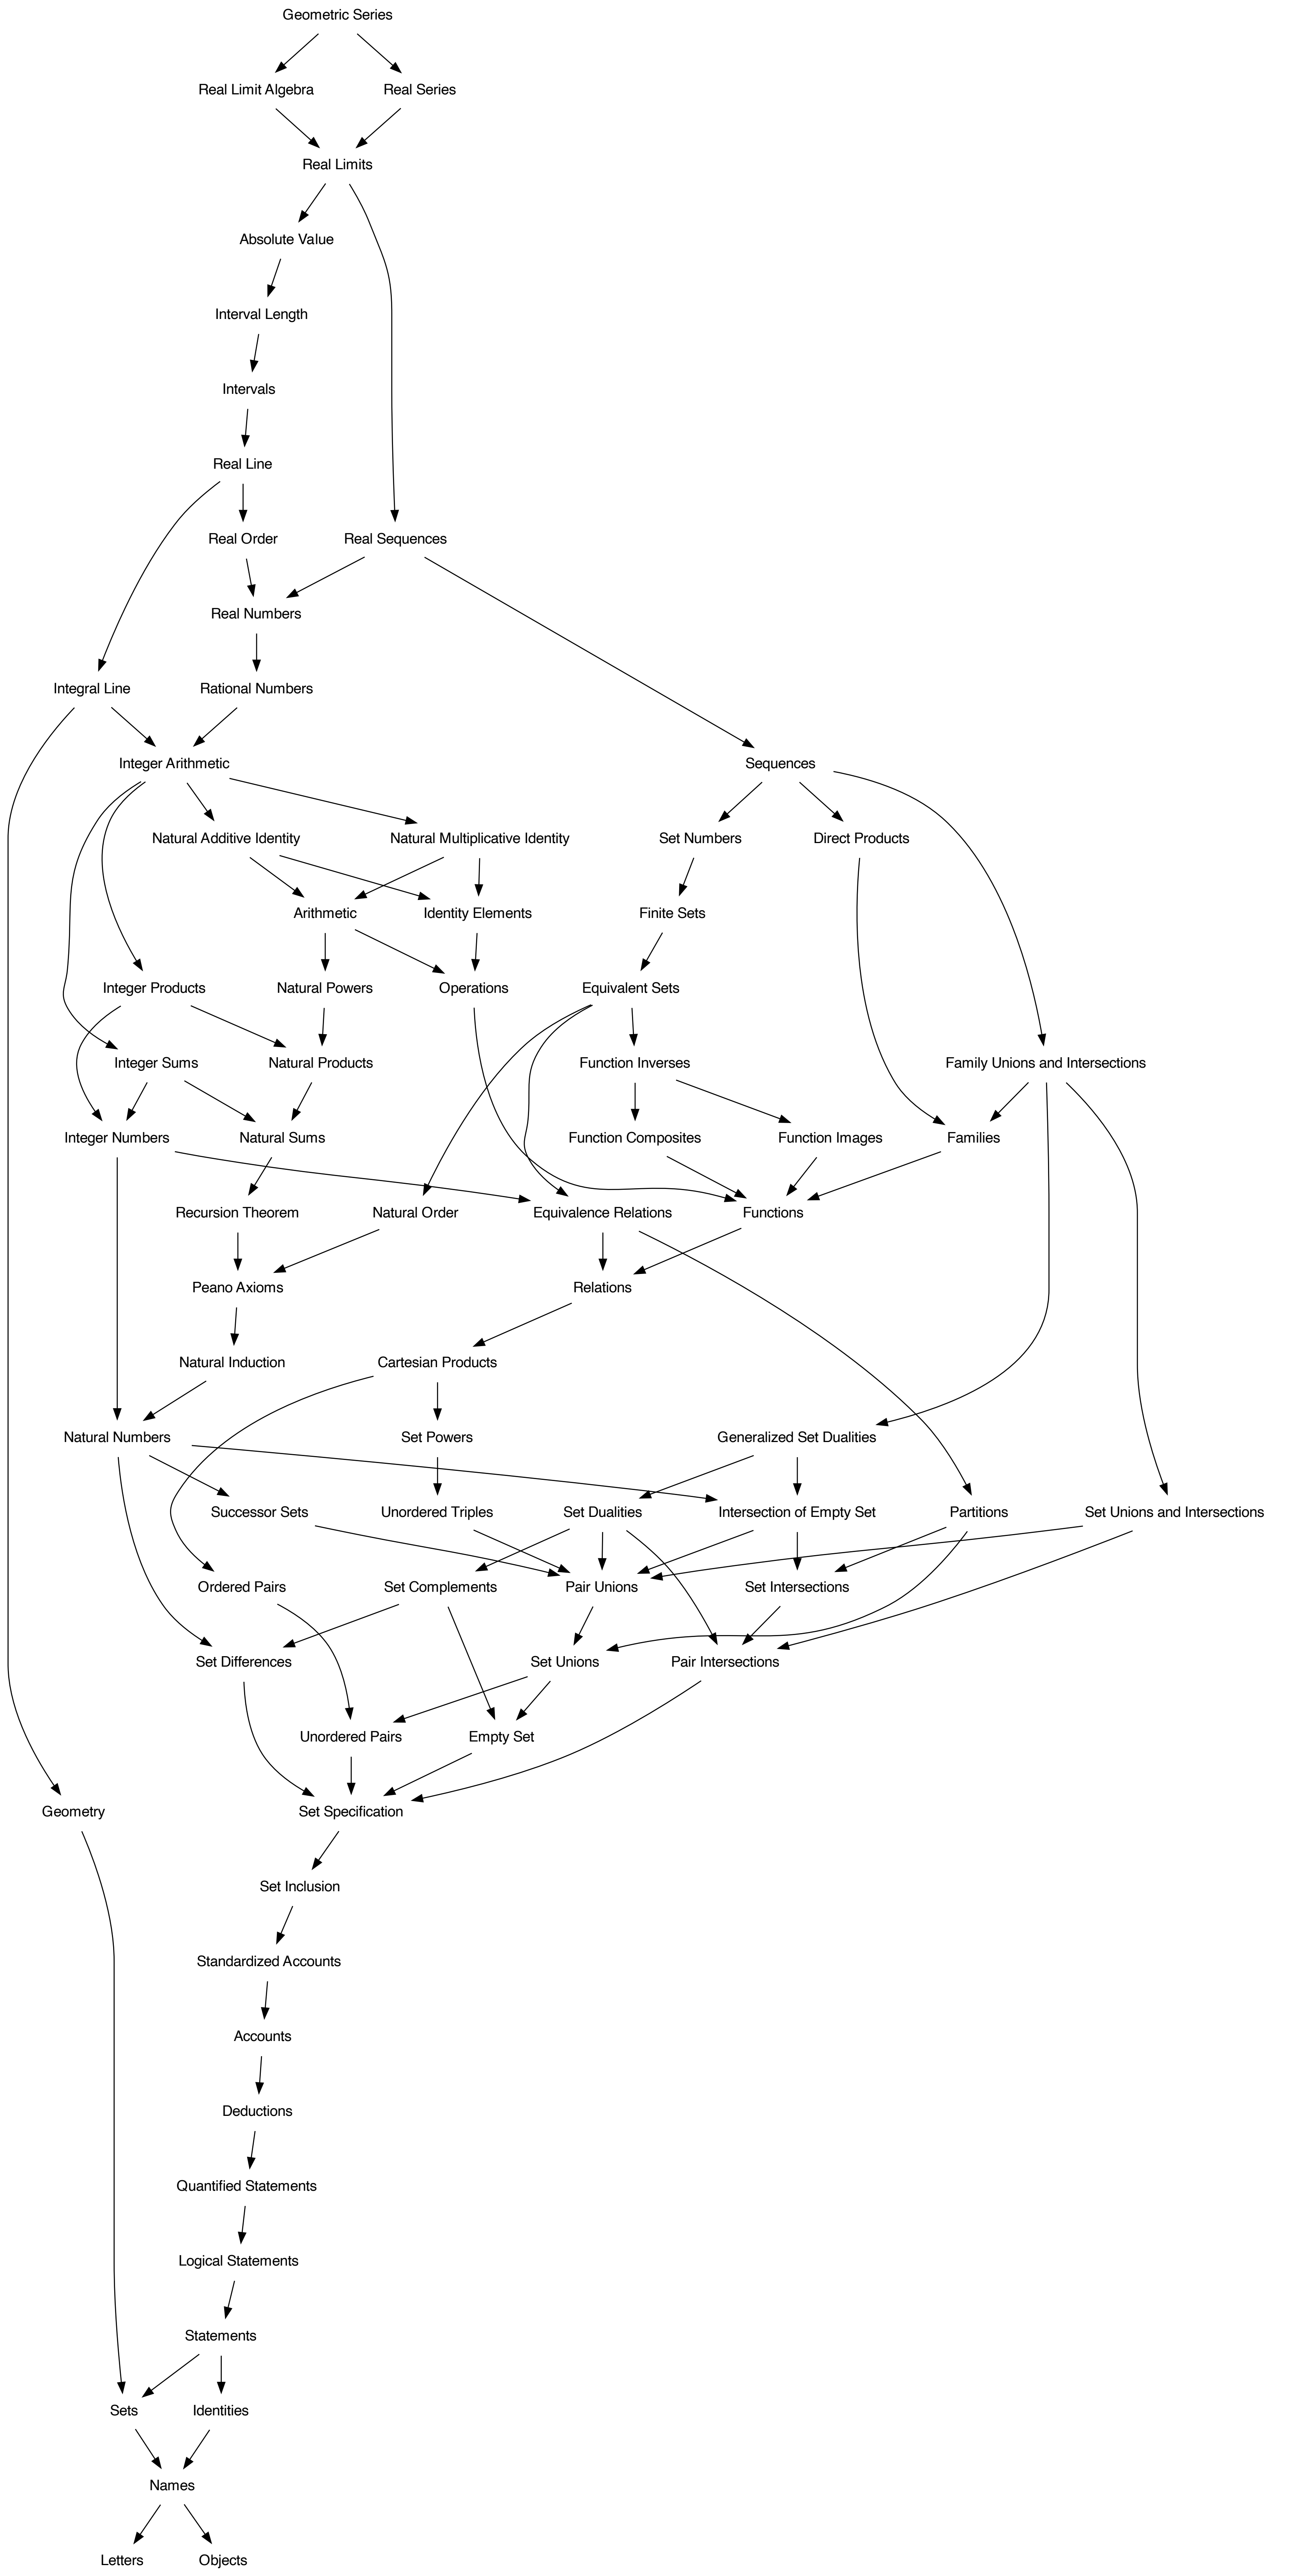 Geometric Series
Real Limit Algebra
Real Series
Real Limits
Absolute Value
Interval Length
Intervals
Real Line
Real Order
Real Sequences
Real Numbers
Integral Line
Rational Numbers
Integer Arithmetic
Sequences
Natural Additive Identity
Natural Multiplicative Identity
Set Numbers
Direct Products
Arithmetic
Identity Elements
Finite Sets
Integer Products
Natural Powers
Operations
Equivalent Sets
Integer Sums
Natural Products
Function Inverses
Family Unions and Intersections
Integer Numbers
Natural Sums
Function Composites
Function Images
Families
Recursion Theorem
Natural Order
Equivalence Relations
Functions
Peano Axioms
Relations
Natural Induction
Cartesian Products
Natural Numbers
Set Powers
Generalized Set Dualities
Successor Sets
Unordered Triples
Set Dualities
Intersection of Empty Set
Partitions
Set Unions and Intersections
Ordered Pairs
Set Complements
Pair Unions
Set Intersections
Set Differences
Set Unions
Pair Intersections
Unordered Pairs
Empty Set
Geometry
Set Specification
Set Inclusion
Standardized Accounts
Accounts
Deductions
Quantified Statements
Logical Statements
Statements
Sets
Identities
Names
Letters
Objects